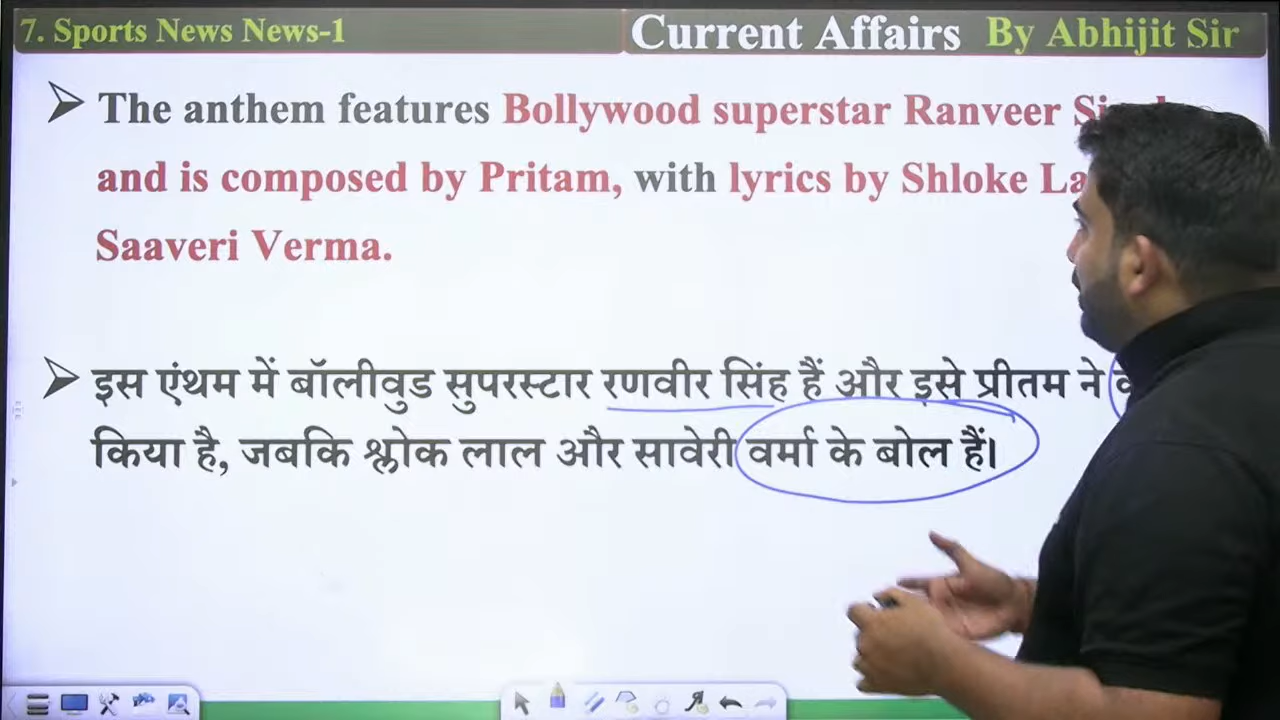 7. Sports News News-1
Current Affairs By Abhijit Sir
The anthem features Bollywood superstar Ranveer
and is composed by Pritam, with lyrics by Shloke
Saaveri Verma.
इस एंथम में बॉलीवुड सुपरस्टार रणवीर सिंह हैं और इसे प्रीतम ने
किया है, जबकि श्लोक लाल और सावेरी वर्मा के बोल हैं।